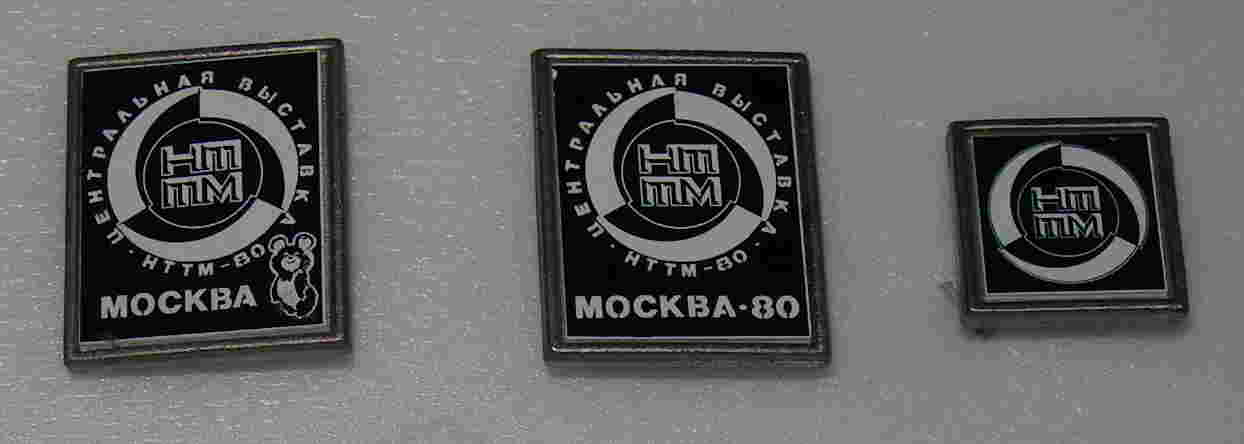 ЦЕНТРАЛЬНАЯ ВЫСТАВКА
НТ
ТМ
·НТТМ-80·
МОСКВА
ЦЕНТРАЛЬНАЯ ВЫСТАВКА
НТ
ТМ
·НТТМ-80·
МОСКВА·80
НТ
ТМ